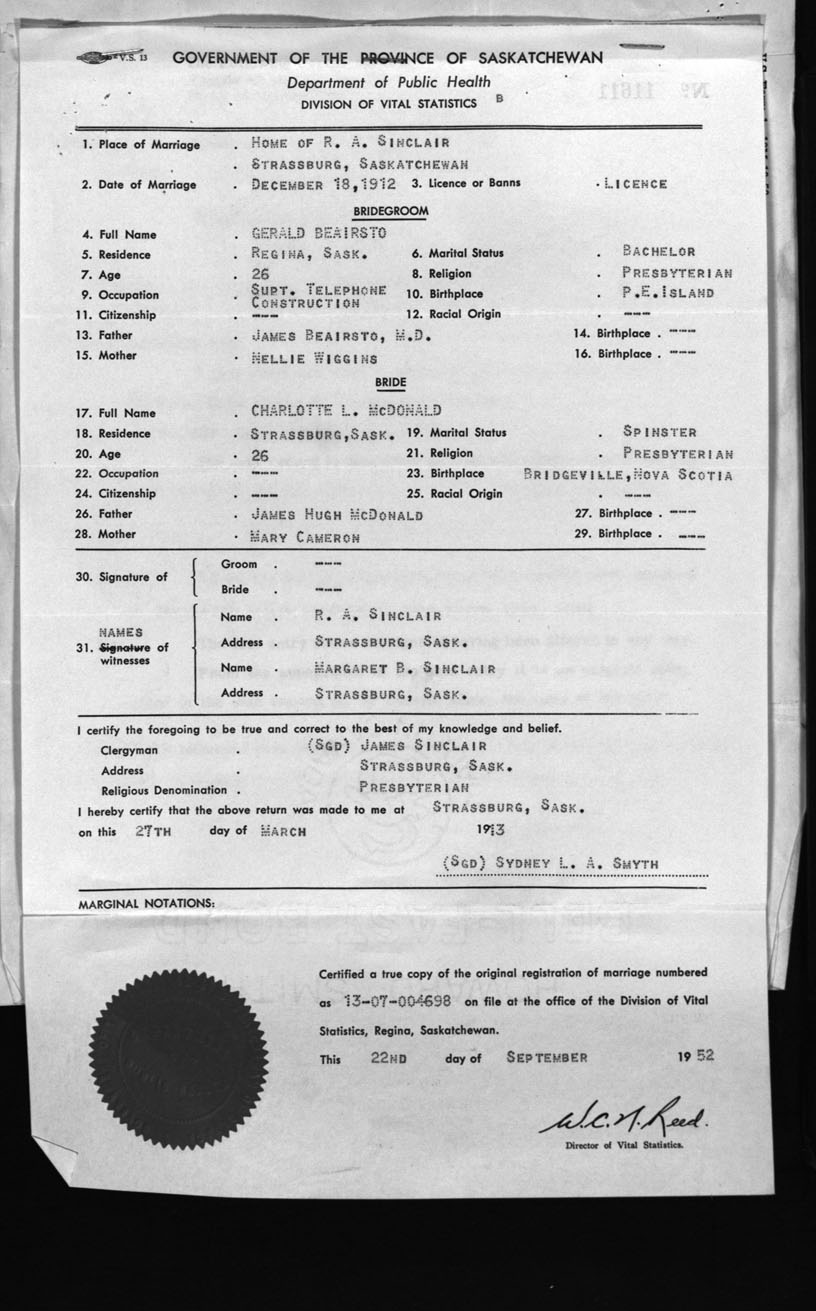 V.S. 13 GOVERNMENT OF THE PROVINCE OF SASKATCHEWAN
Department of Public Health
DIVISION OF VITAL STATISTICS B
Nº 11611
1. Place of Marriage . HOME OF R. A. SINCLAIR
. STRASSBURG, SASKATCHEWAN
2. Date of Marriage . DECEMBER 18,1912 3. Licence or Banns . LICENCE
BRIDEGROOM
4. Full Name . GERALD BEAIRSTO
5. Residence . REGINA, SASK. 6. Marital Status . BACHELOR
7. Age . 26 8. Religion . PRESBYTERIAN
9. Occupation . SUPT. TELEPHONE CONSTRUCTION 10. Birthplace . P.E.ISLAND
11. Citizenship . --- 12. Racial Origin . ---
13. Father . JAMES BEAIRSTO, M.D. 14. Birthplace . ---
15. Mother . NELLIE WIGGINS 16. Birthplace . ---
BRIDE
17. Full Name . CHARLOTTE L. MCDONALD
18. Residence . STRASSBURG,SASK. 19. Marital Status . SPINSTER
20. Age . 26 21. Religion . PRESBYTERIAN
22. Occupation . --- 23. Birthplace BRIDGEVILLE,NOVA SCOTIA
24. Citizenship . --- 25. Racial Origin . ---
26. Father . JAMES HUGH MCDONALD 27. Birthplace . ---
28. Mother . MARY CAMERON 29. Birthplace . ---
30. Signature of Groom . ---
Bride . ---
NAMES
31. Signature of witnesses Name . R. A. SINCLAIR
Address . STRASSBURG, SASK.
Name . MARGARET B. SINCLAIR
Address . STRASSBURG, SASK.
I certify the foregoing to be true and correct to the best of my knowledge and belief.
Clergyman . (SGD) JAMES SINCLAIR
Address . STRASSBURG, SASK.
Religious Denomination . PRESBYTERIAN
I hereby certify that the above return was made to me at STRASSBURG, SASK.
on this 27TH day of MARCH 1913
(SGD) SYDNEY L. A. SMYTH
MARGINAL NOTATIONS:
Certified a true copy of the original registration of marriage numbered
as 13-07-004698 on file at the office of the Division of Vital
Statistics, Regina, Saskatchewan.
This 22ND day of SEPTEMBER 19 52
W.C.N. Reed.
Director of Vital Statistics.